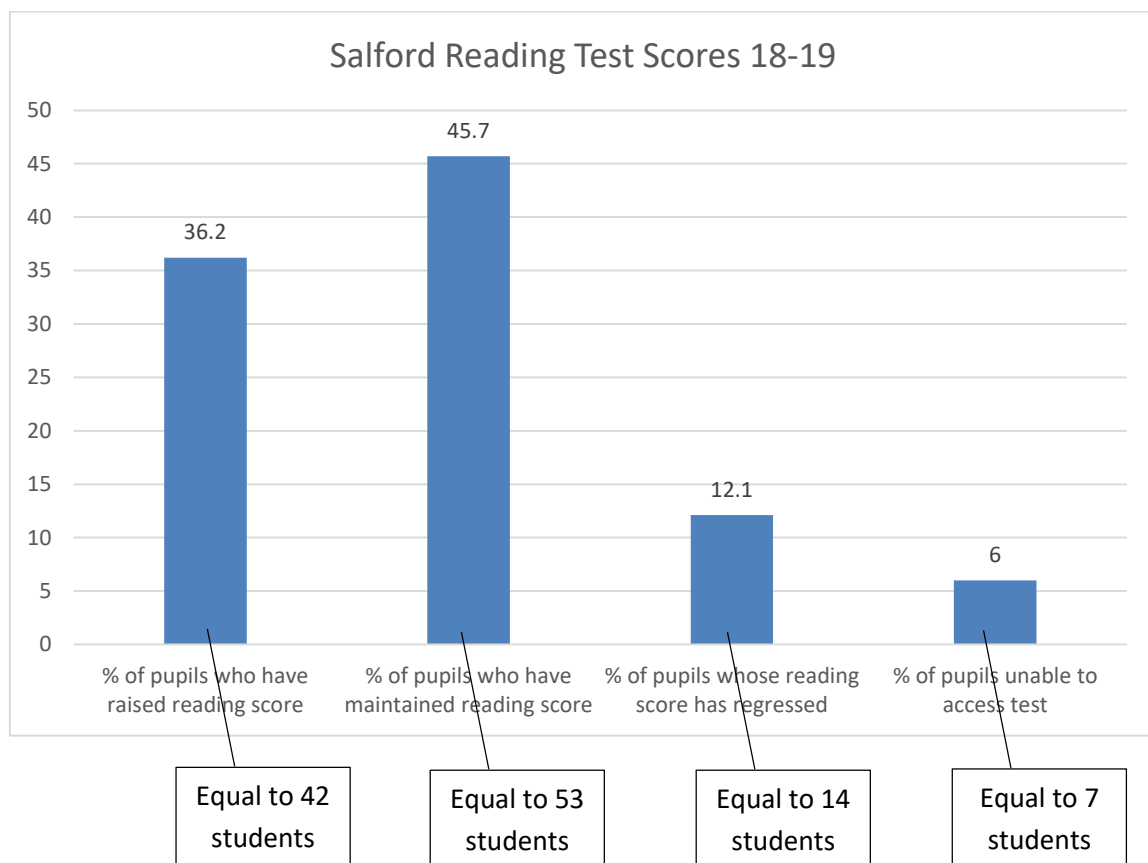 Salford Reading Test Scores 18-19
50
45
40
35
30
25
20
15
10
5
0
36.2
45.7
12.1
6
% of pupils who have
raised reading score
% of pupils who have
maintained reading score
% of pupils whose reading
score has regressed
% of pupils unable to
access test
Equal to 42
students
Equal to 53
students
Equal to 14
students
Equal to 7
students